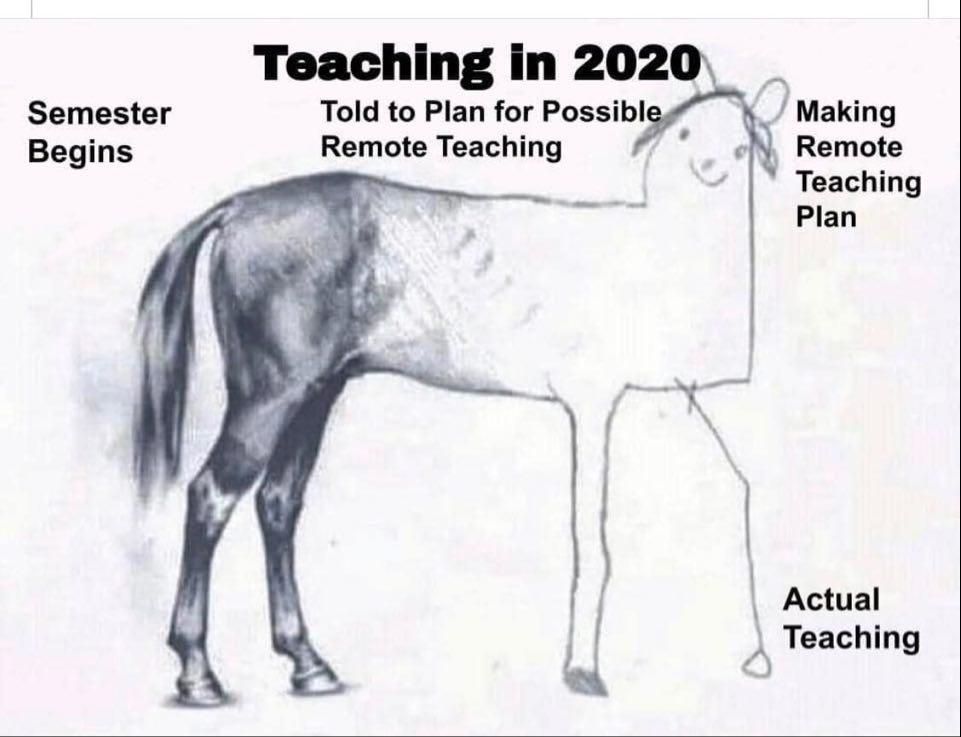 Teaching in 2020
Semester
Begins
Told to Plan for Possible
Remote Teaching
Making
Remote
Teaching
Plan
Actual
Teaching